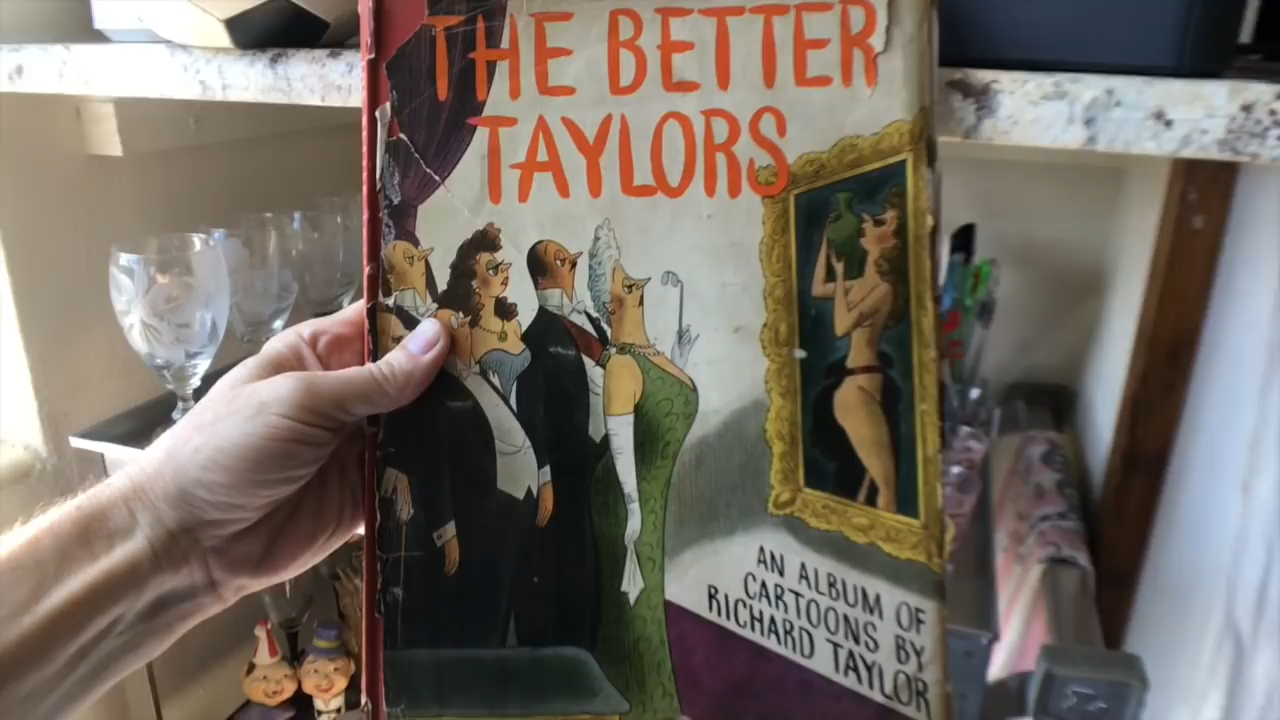 THE BETTER
TAYLORS
AN ALBUM OF
CARTOONS BY
RICHARD TAYLOR